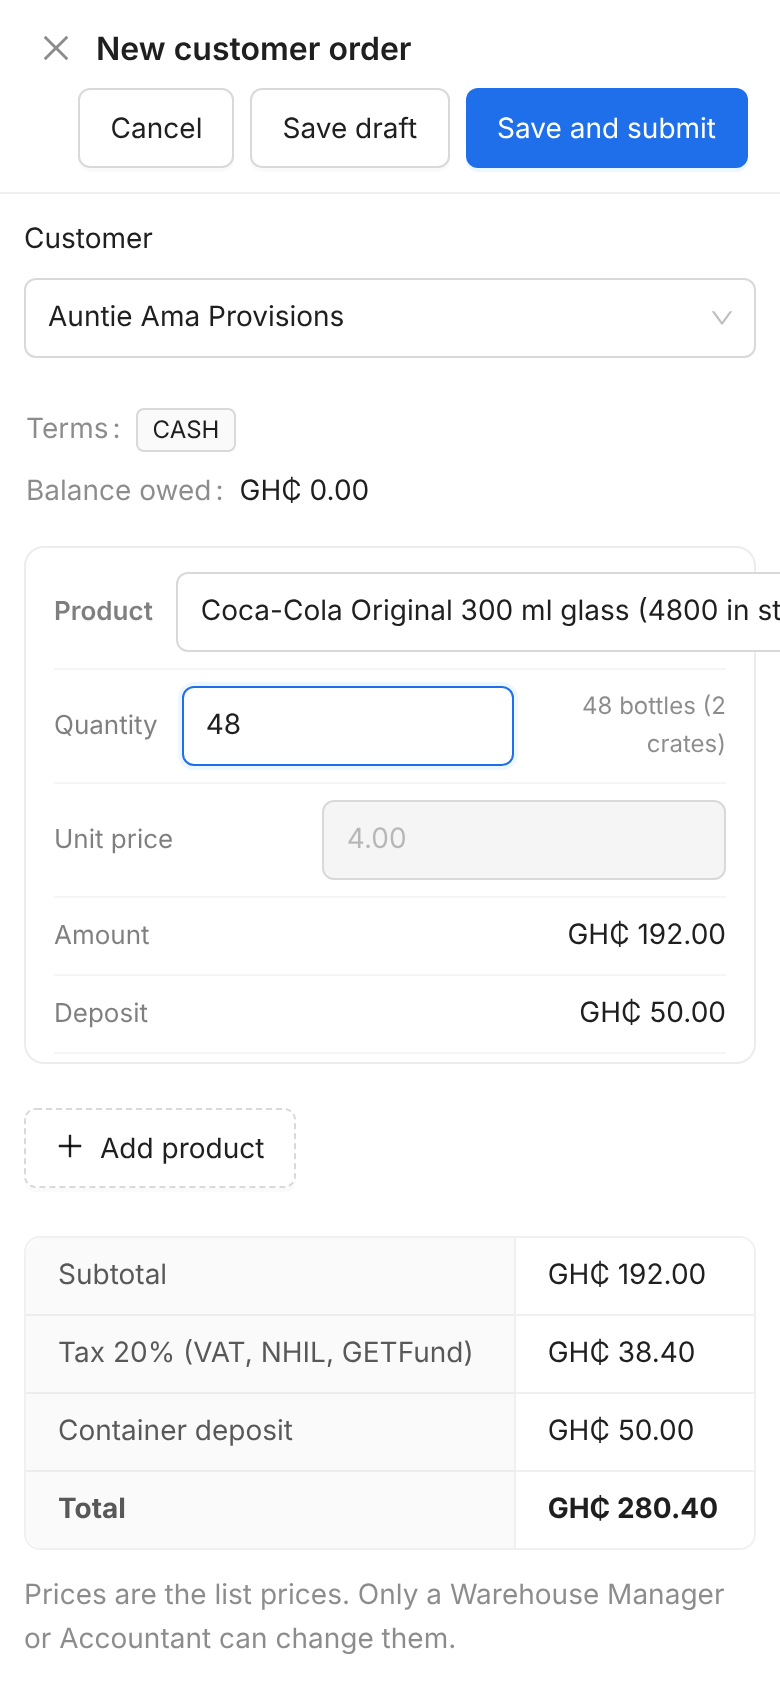 New customer order
Cancel
Save draft
Save and submit
Customer
Auntie Ama Provisions
Terms: CASH
Balance owed: GH₵ 0.00
Product Coca-Cola Original 300 ml glass (4800 in st
Quantity 48 48 bottles (2
crates)
Unit price 4.00
Amount GH₵ 192.00
Deposit GH₵ 50.00
+ Add product
Subtotal GH₵ 192.00
Tax 20% (VAT, NHIL, GETFund) GH₵ 38.40
Container deposit GH₵ 50.00
Total GH₵ 280.40
Prices are the list prices. Only a Warehouse Manager
or Accountant can change them.